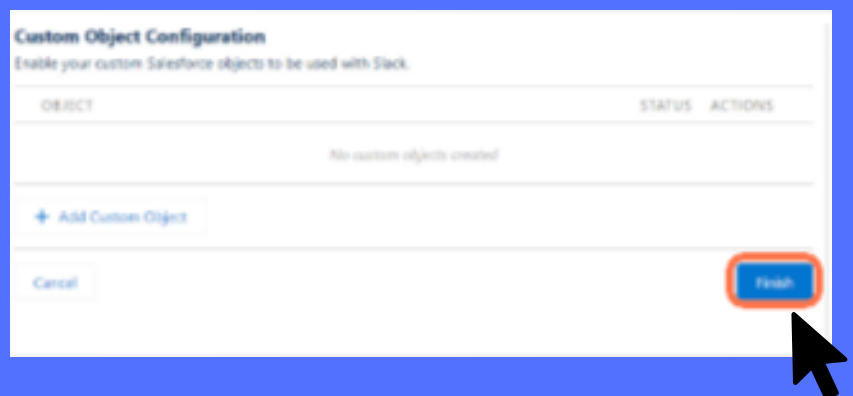 Custom Object Configuration
Enable your custom Salesforce objects to be used with Slack.
OBJECT STATUS ACTIONS
No custom objects created
+ Add Custom Object
Cancel Finish